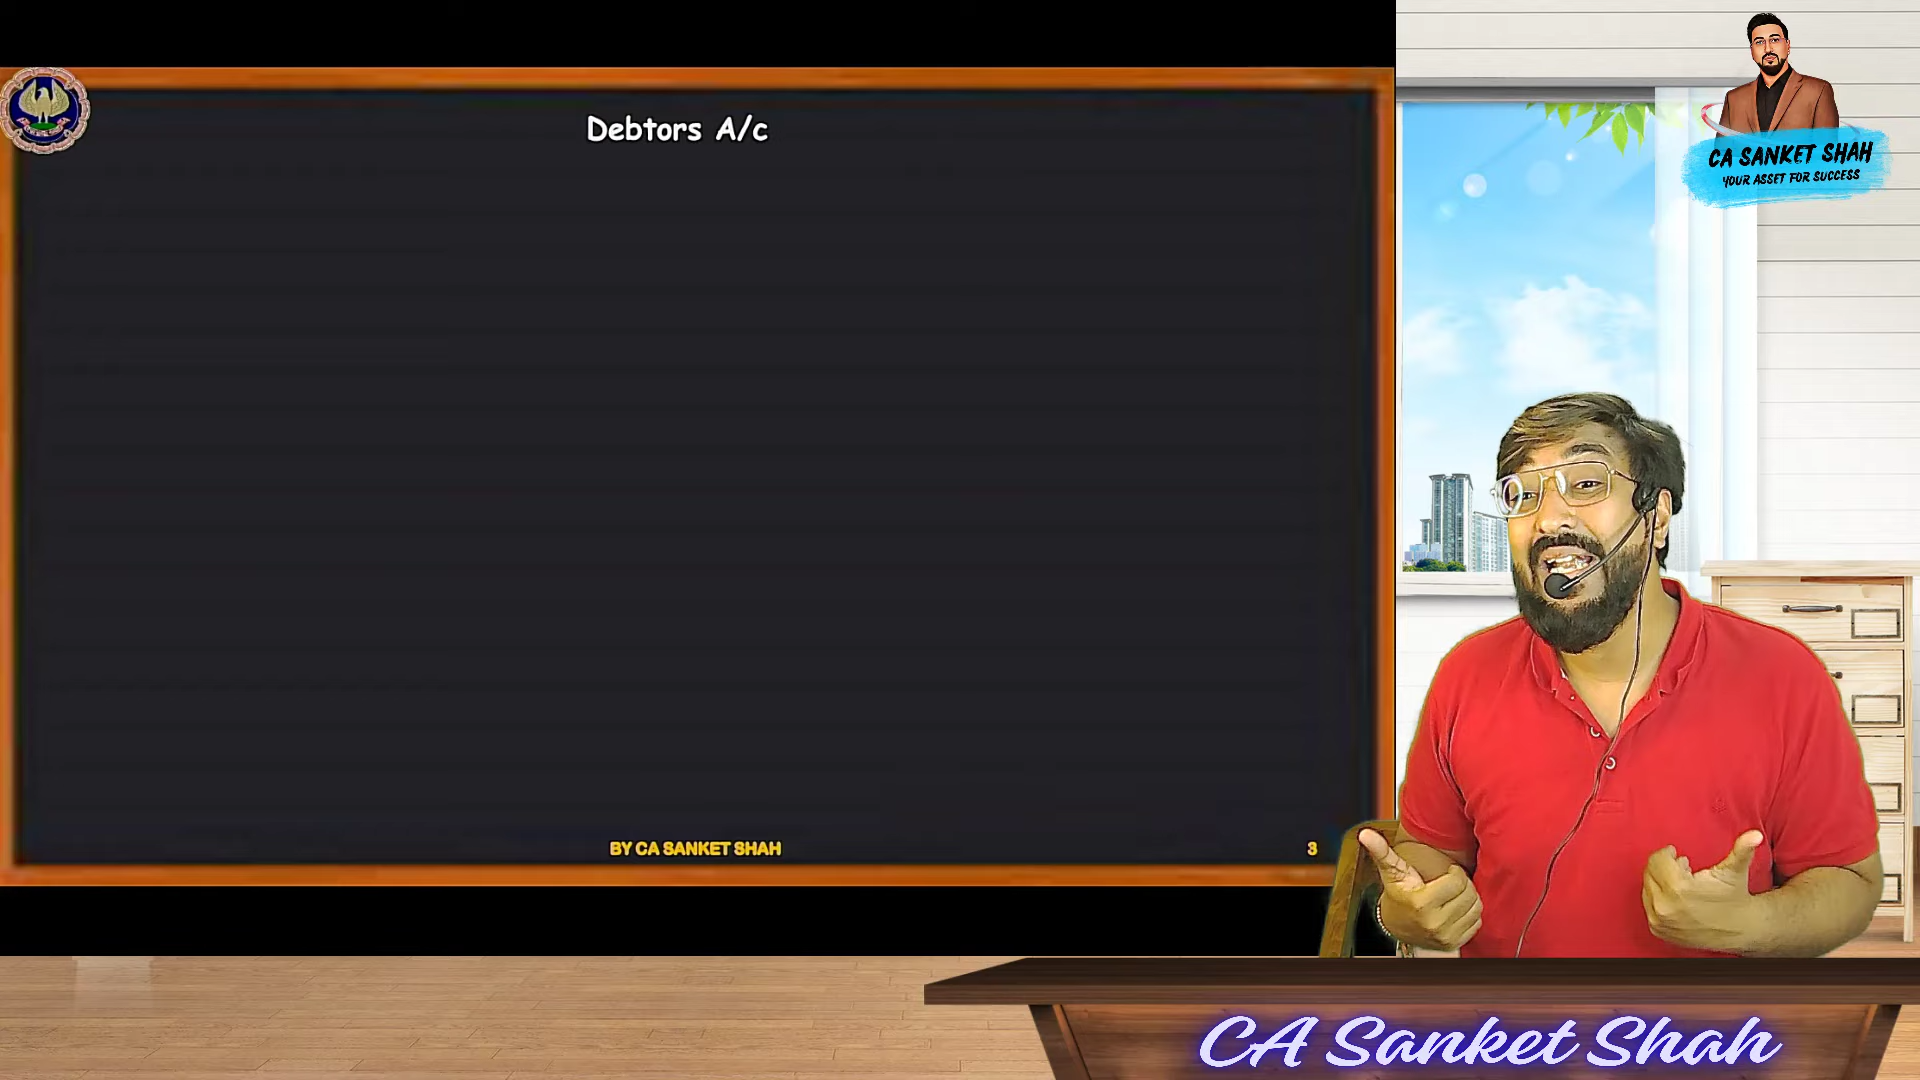 Debtors A/c
CA SANKET SHAH
YOUR ASSET FOR SUCCESS
BY CA SANKET SHAH
3
CA Sanket Shah